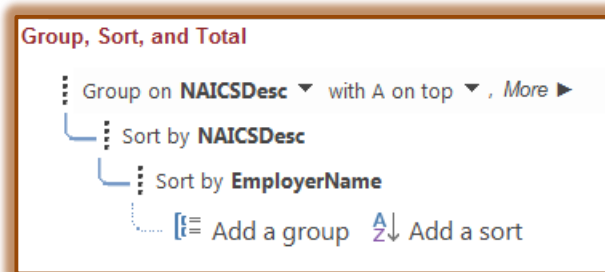 Group, Sort, and Total
Group on NAICSDesc ▼ with A on top ▼ , More ▶
Sort by NAICSDesc
Sort by EmployerName
Add a group AZ↓ Add a sort